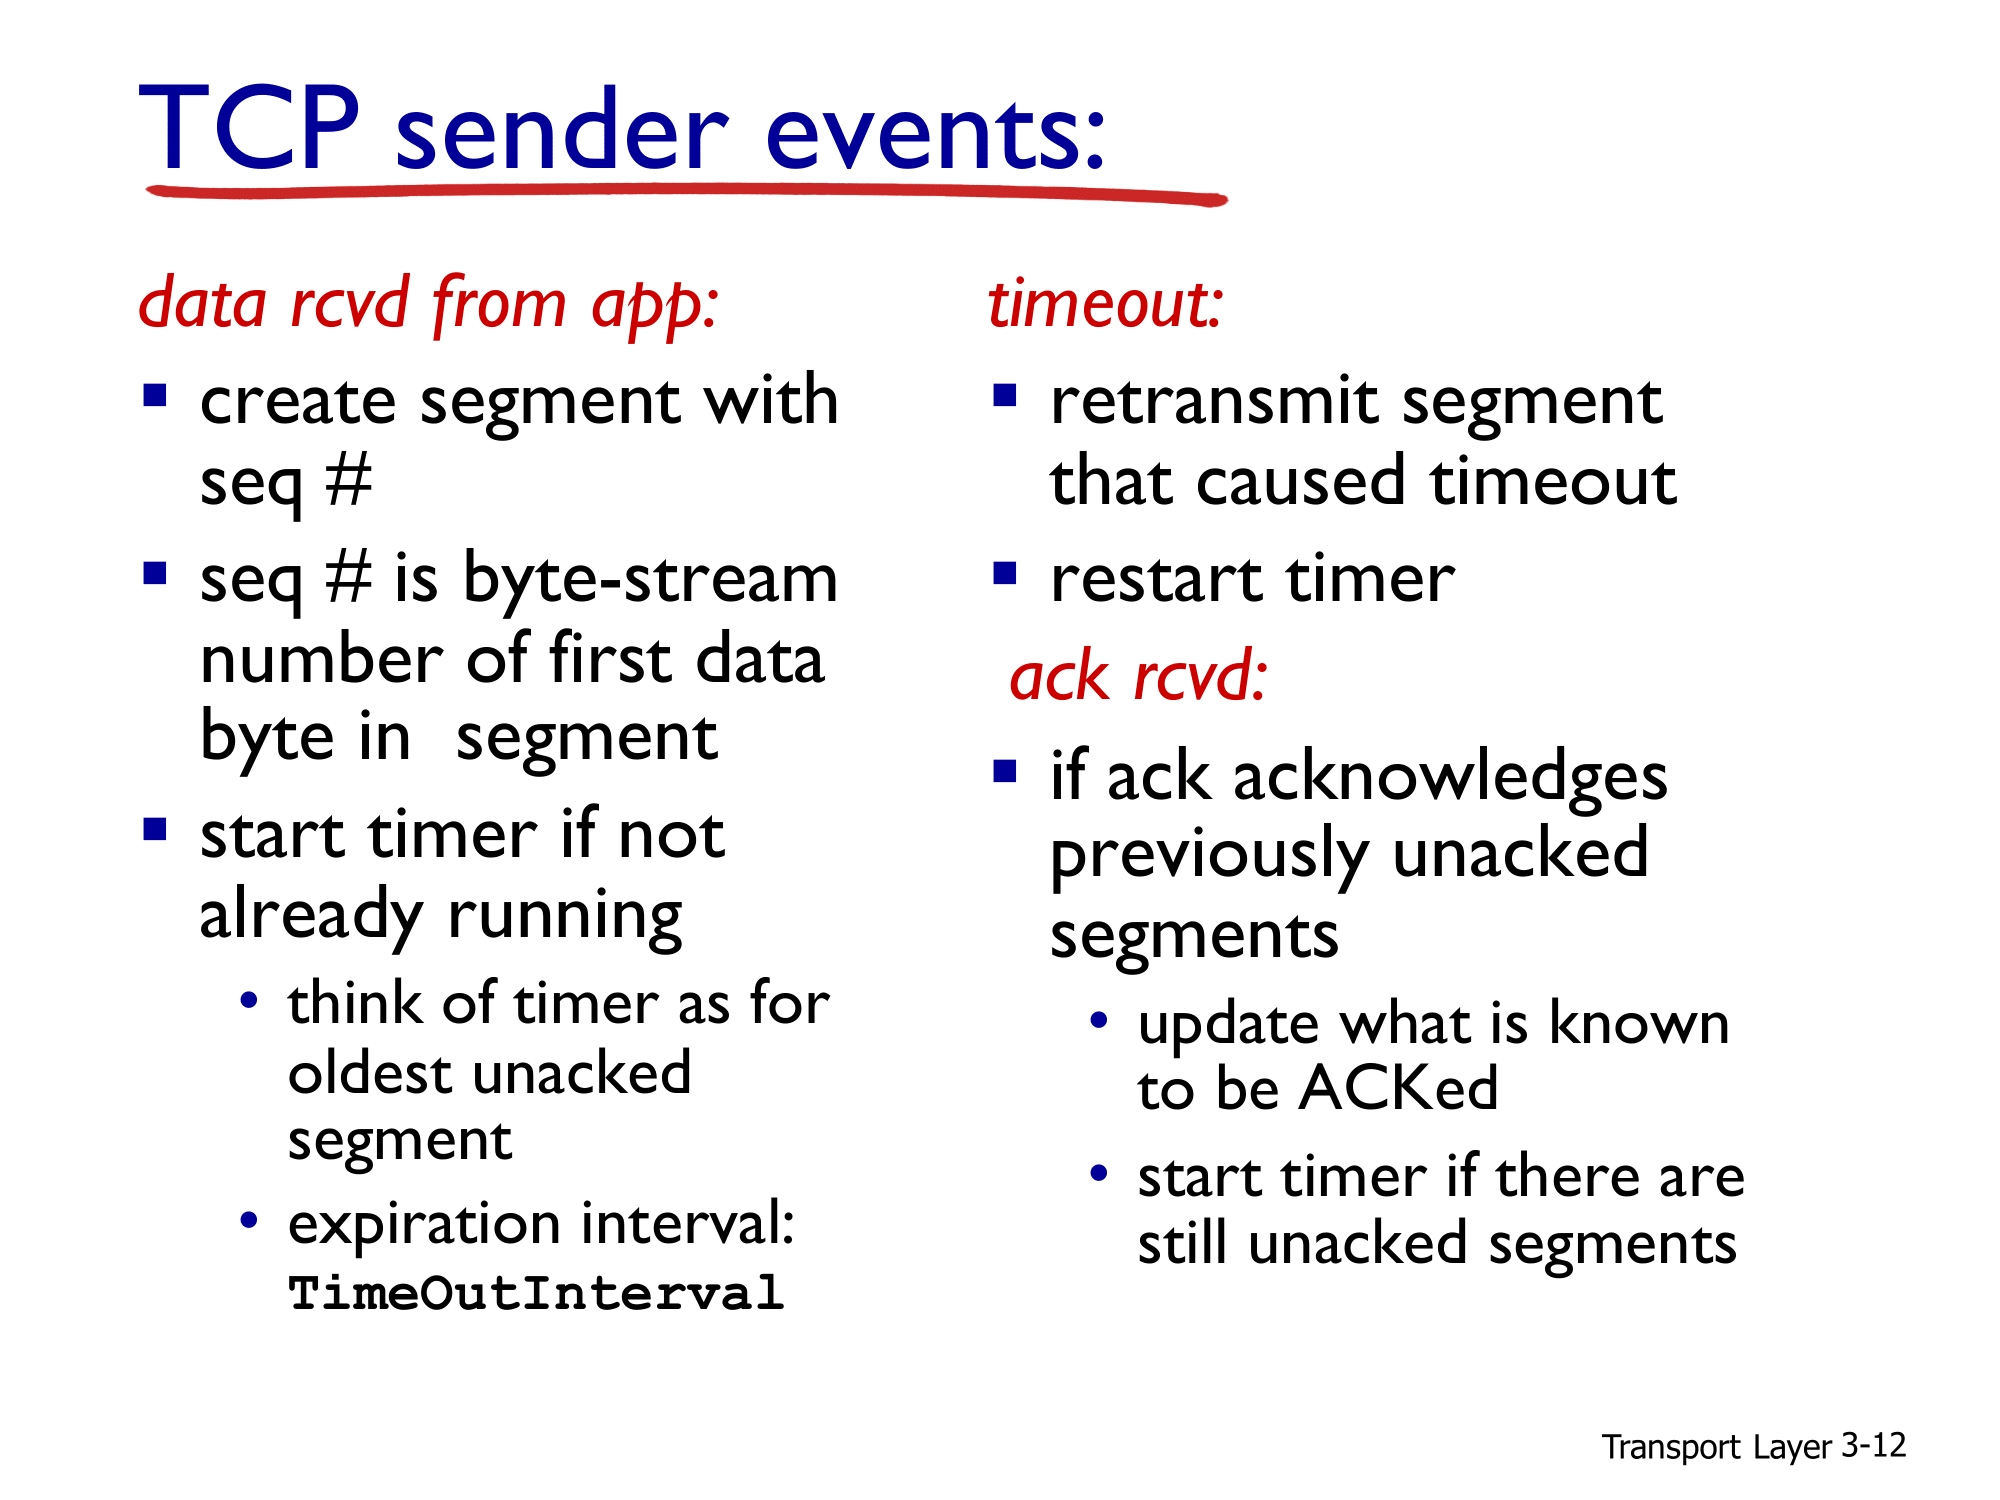 TCP sender events:
data rcvd from app:
▪ create segment with
seq #
▪ seq # is byte-stream
number of first data
byte in  segment
▪ start timer if not
already running
• think of timer as for
oldest unacked
segment
• expiration interval:
TimeOutInterval
timeout:
▪ retransmit segment
that caused timeout
▪ restart timer
ack rcvd:
▪ if ack acknowledges
previously unacked
segments
• update what is known
to be ACKed
• start timer if there are
still unacked segments
Transport Layer 3-12